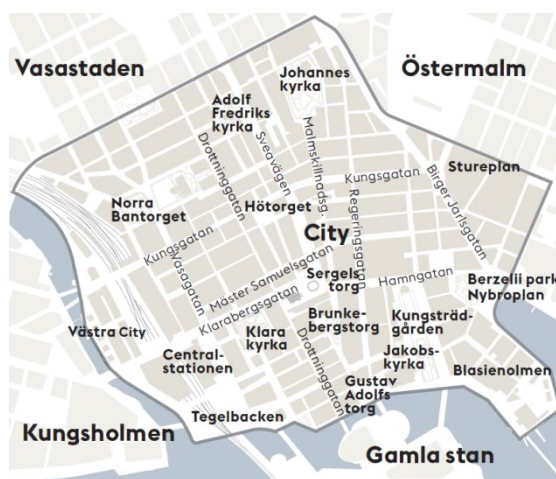 Vasastaden
Östermalm
Johannes
kyrka
Adolf
Fredriks
kyrka
Drottninggatan
Sveavägen
Malmskillnadsg.
Kungsgatan
Birger Jarlsgatan
Stureplan
Norra
Bantorget
Hötorget
Regeringsgatan
Kungsgatan
City
Vasagatan
Mäster Samuelsgatan
Sergels
torg
Hamngatan
Berzelii park
Nybroplan
Klarabergsgatan
Västra City
Klara
kyrka
Brunke-
bergstorg
Kungsträd-
gården
Central-
stationen
Drottninggatan
Jakobs-
kyrka
Blasienolmen
Gustav
Adolfs
torg
Tegelbacken
Kungsholmen
Gamla stan